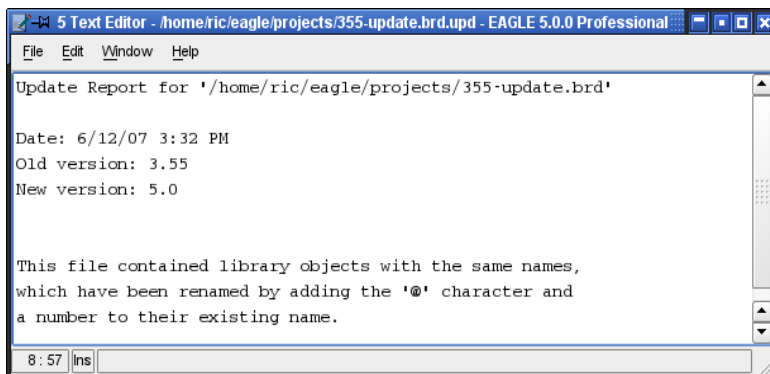 5 Text Editor - /home/ric/eagle/projects/355-update.brd.upd - EAGLE 5.0.0 Professional
File Edit Window Help
Update Report for '/home/ric/eagle/projects/355-update.brd'
Date: 6/12/07 3:32 PM
Old version: 3.55
New version: 5.0
This file contained library objects with the same names,
which have been renamed by adding the '@' character and
a number to their existing name.
8:57 Ins